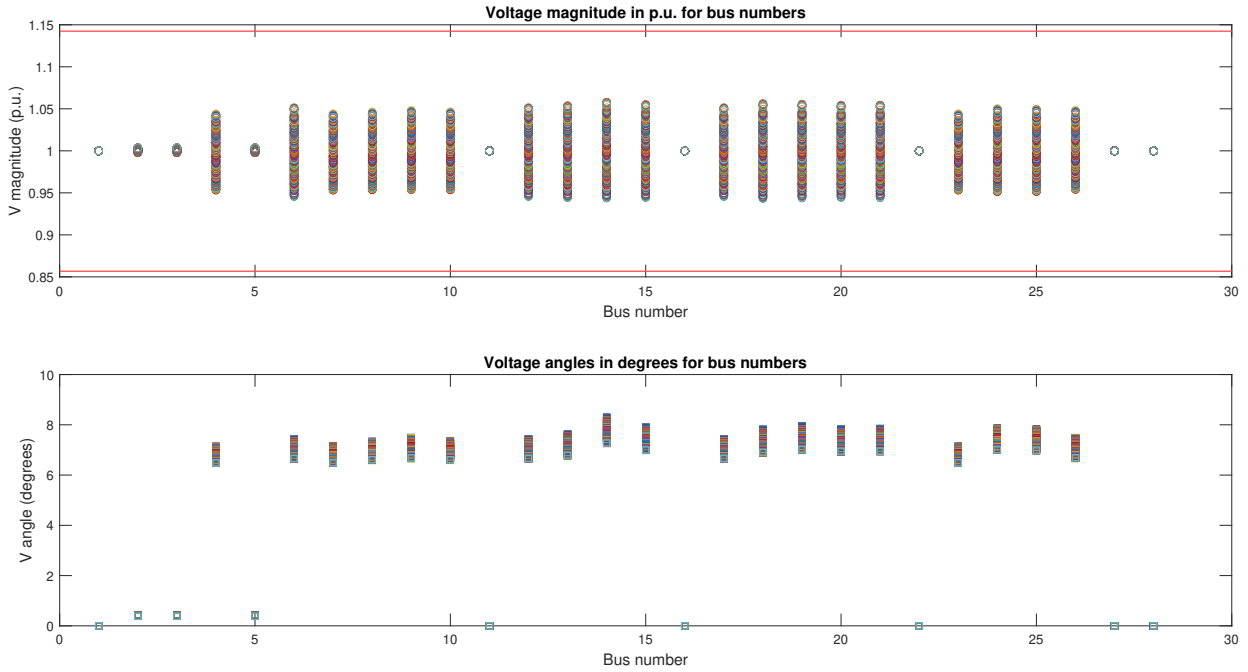 Voltage magnitude in p.u. for bus numbers
1.15
1.1
1.05
1
0.95
0.9
0.85
V magnitude (p.u.)
0 5 10 15 20 25 30
Bus number
Voltage angles in degrees for bus numbers
10
8
6
4
2
0
V angle (degrees)
0 5 10 15 20 25 30
Bus number